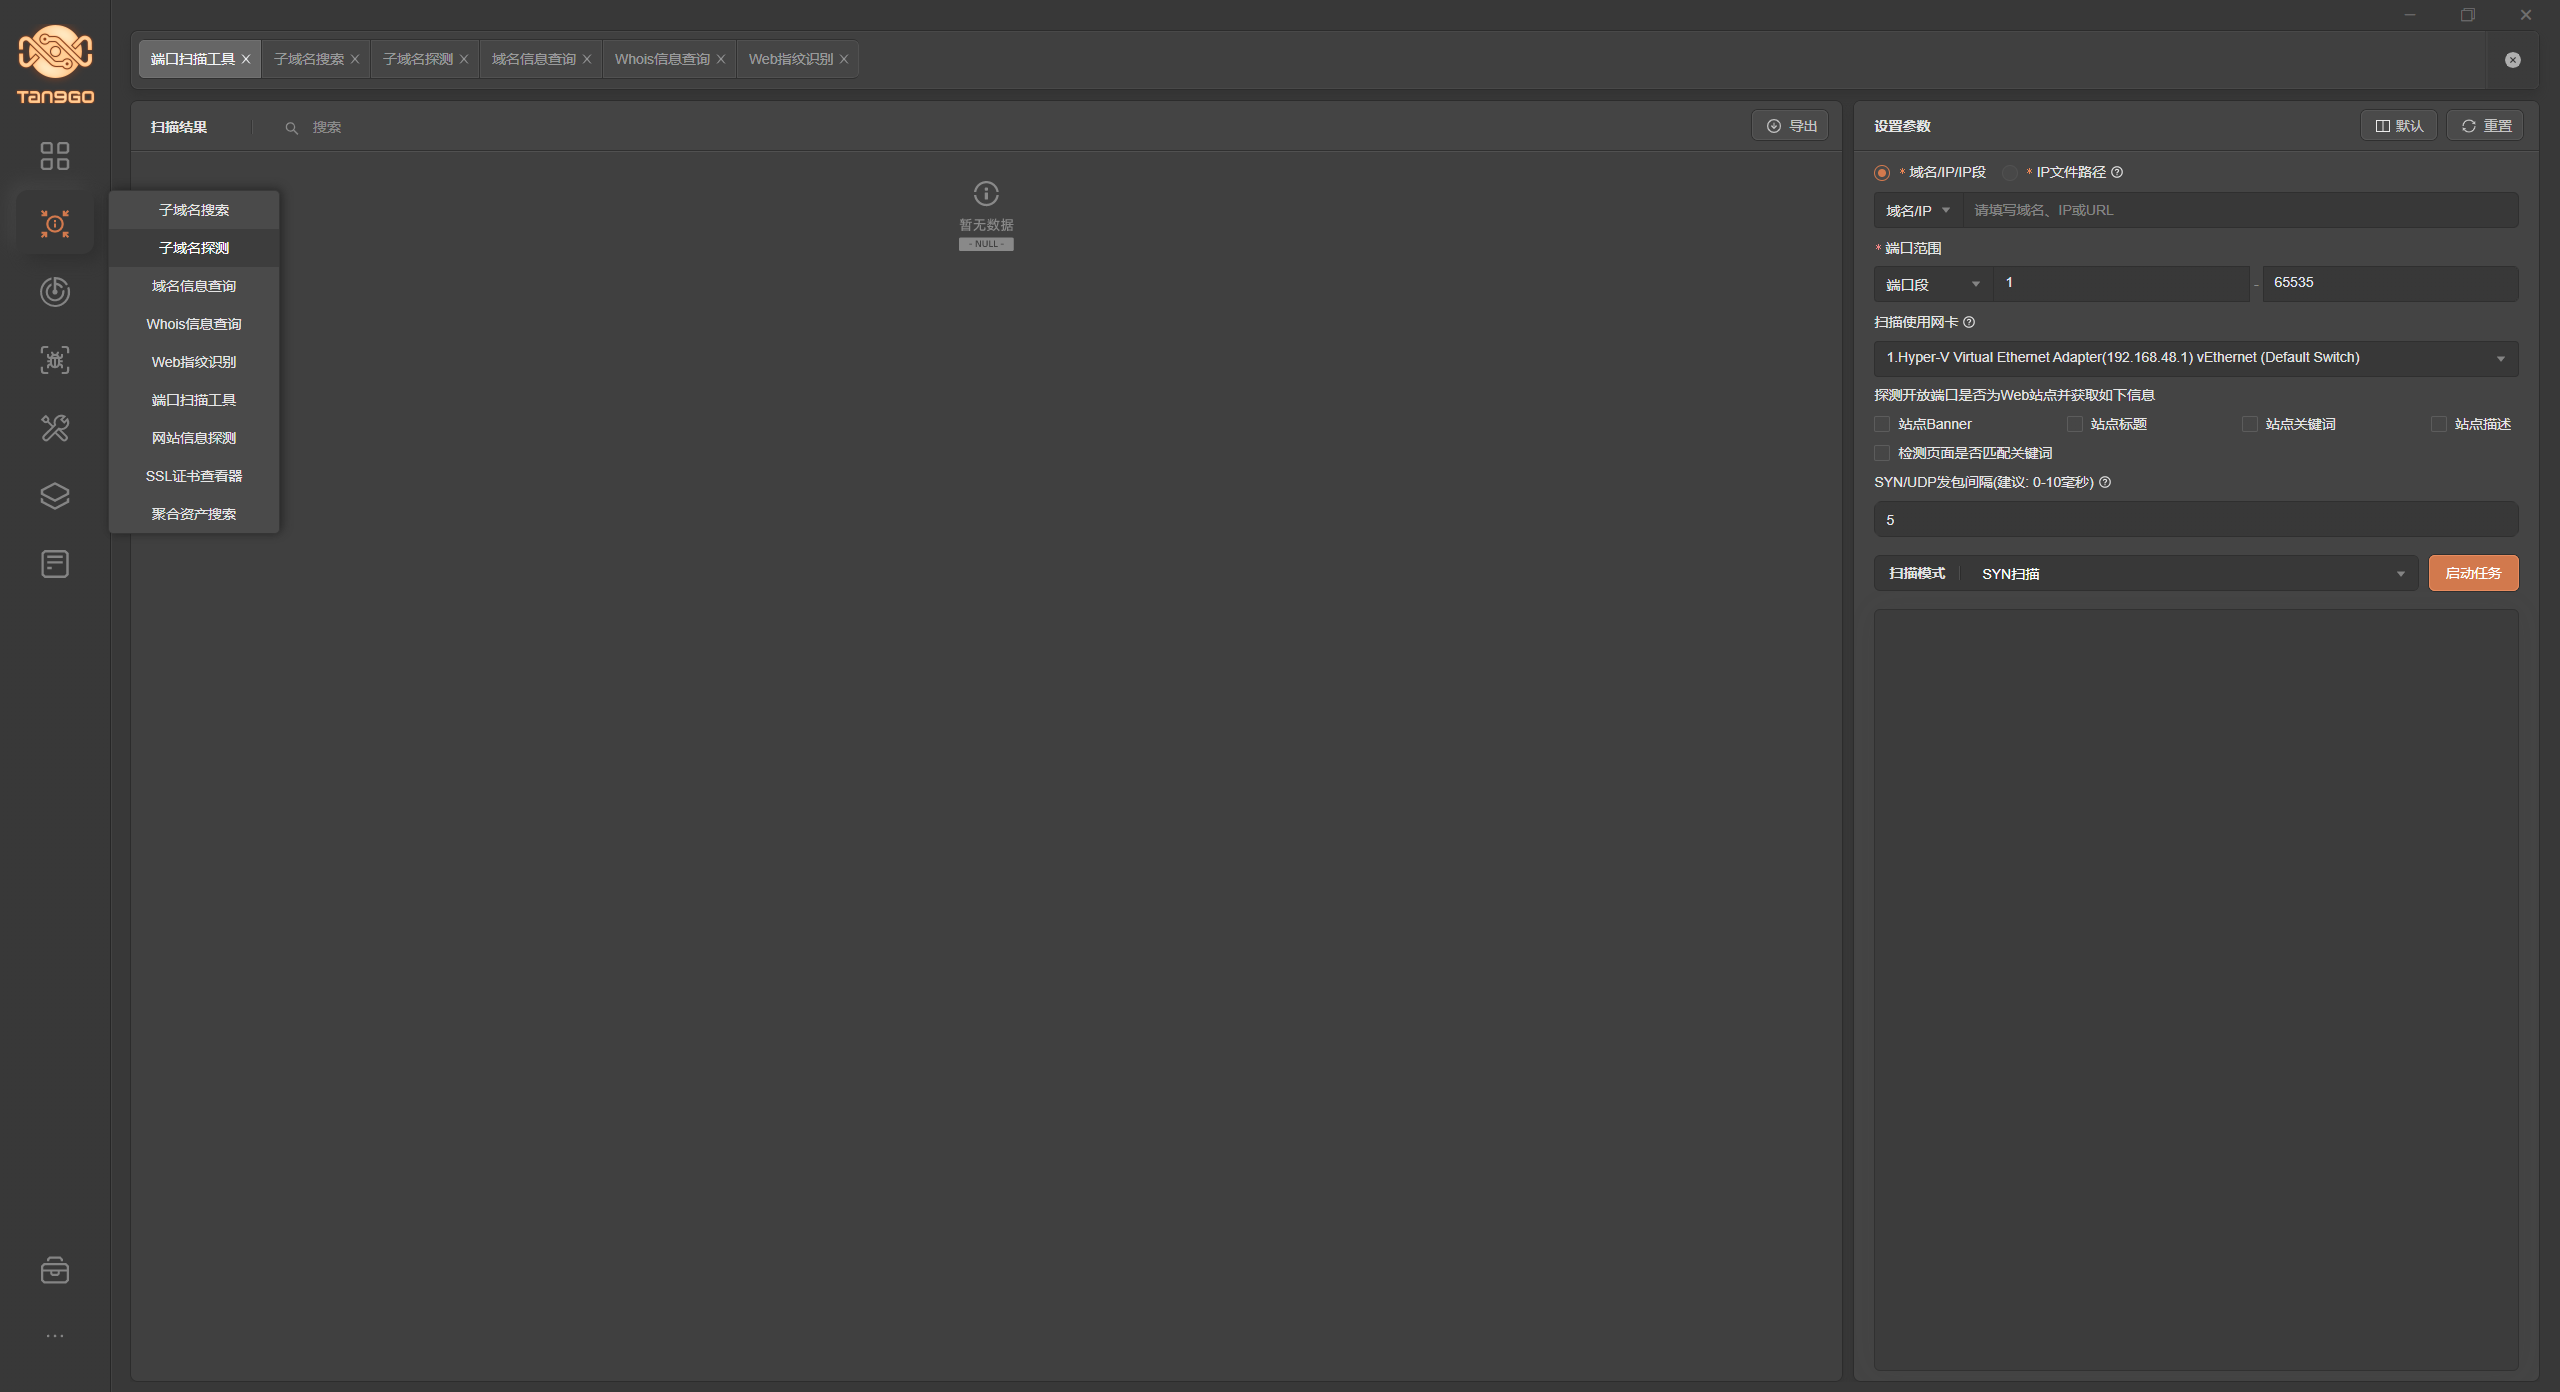 TANGGO
端口扫描工具
子域名搜索
子域名探测
域名信息查询
Whois信息查询
Web指纹识别
扫描结果
搜索
导出
暂无数据
- NULL -
子域名搜索
子域名探测
域名信息查询
Whois信息查询
Web指纹识别
端口扫描工具
网站信息探测
SSL证书查看器
聚合资产搜索
设置参数
默认
重置
* 域名/IP/IP段
* IP文件路径
域名/IP
请填写域名、IP或URL
* 端口范围
端口段
1
-
65535
扫描使用网卡
1.Hyper-V Virtual Ethernet Adapter(192.168.48.1) vEthernet (Default Switch)
探测开放端口是否为Web站点并获取如下信息
站点Banner
站点标题
站点关键词
站点描述
检测页面是否匹配关键词
SYN/UDP发包间隔(建议: 0-10毫秒)
5
扫描模式
SYN扫描
启动任务